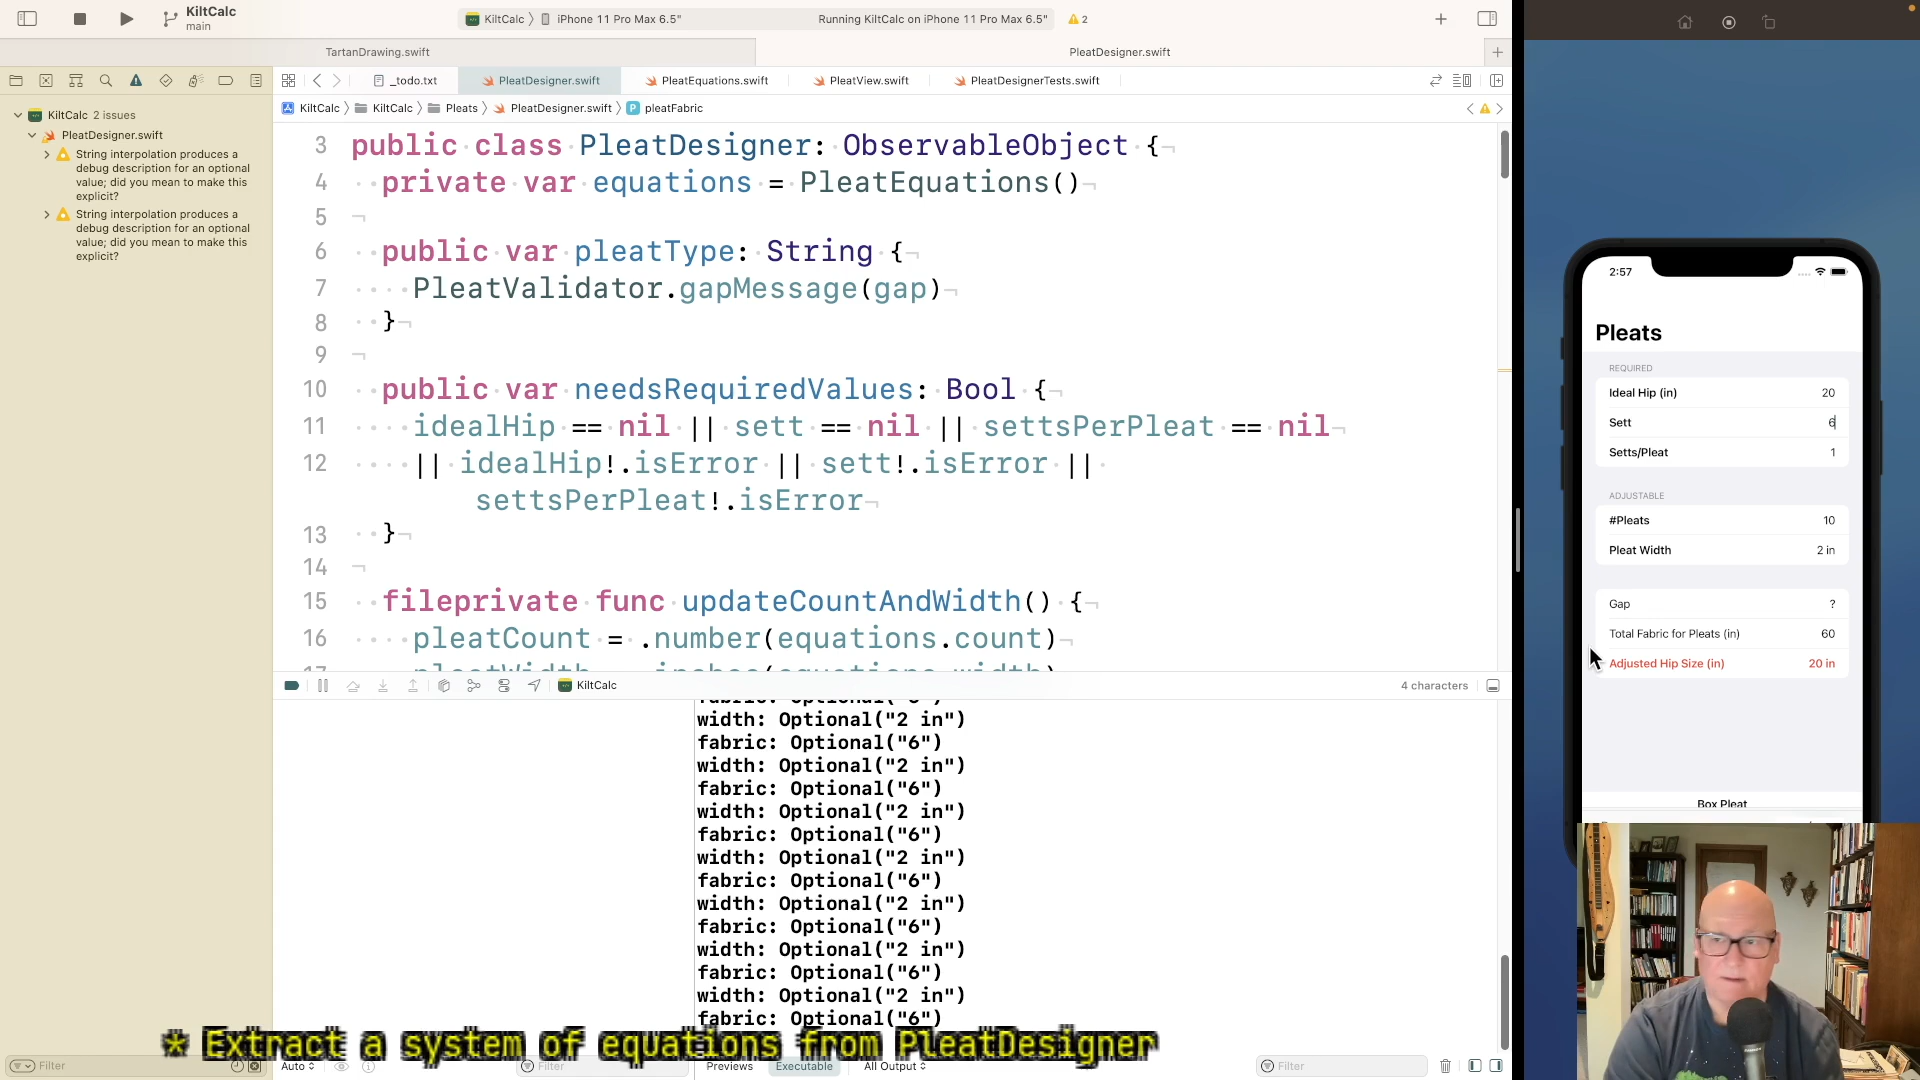 KiltCalc
main
KiltCalc
iPhone 11 Pro Max 6.5"
Running KiltCalc on iPhone 11 Pro Max 6.5"
2
TartanDrawing.swift
PleatDesigner.swift
_todo.txt
PleatDesigner.swift
PleatEquations.swift
PleatView.swift
PleatDesignerTests.swift
KiltCalc
KiltCalc
Pleats
PleatDesigner.swift
P
pleatFabric
KiltCalc 2 issues
PleatDesigner.swift
String interpolation produces a
debug description for an optional
value; did you mean to make this
explicit?
String interpolation produces a
debug description for an optional
value; did you mean to make this
explicit?
3 public class PleatDesigner: ObservableObject {
4 private var equations = PleatEquations()
5
6 public var pleatType: String {
7 PleatValidator.gapMessage(gap)
8 }
9
10 public var needsRequiredValues: Bool {
11 idealHip == nil || sett == nil || settsPerPleat == nil
12 || idealHip!.isError || sett!.isError ||
settsPerPleat!.isError
13 }
14
15 fileprivate func updateCountAndWidth() {
16 pleatCount = .number(equations.count)
KiltCalc
4 characters
width: Optional("2 in")
fabric: Optional("6")
width: Optional("2 in")
fabric: Optional("6")
width: Optional("2 in")
fabric: Optional("6")
width: Optional("2 in")
fabric: Optional("6")
width: Optional("2 in")
fabric: Optional("6")
width: Optional("2 in")
fabric: Optional("6")
width: Optional("2 in")
fabric: Optional("6")
* Extract a system of equations from PleatDesigner
Filter
Auto
Filter
Previews
Executable
All Output
Filter
2:57
Pleats
REQUIRED
Ideal Hip (in) 20
Sett 6
Setts/Pleat 1
ADJUSTABLE
#Pleats 10
Pleat Width 2 in
Gap ?
Total Fabric for Pleats (in) 60
Adjusted Hip Size (in) 20 in
Box Pleat